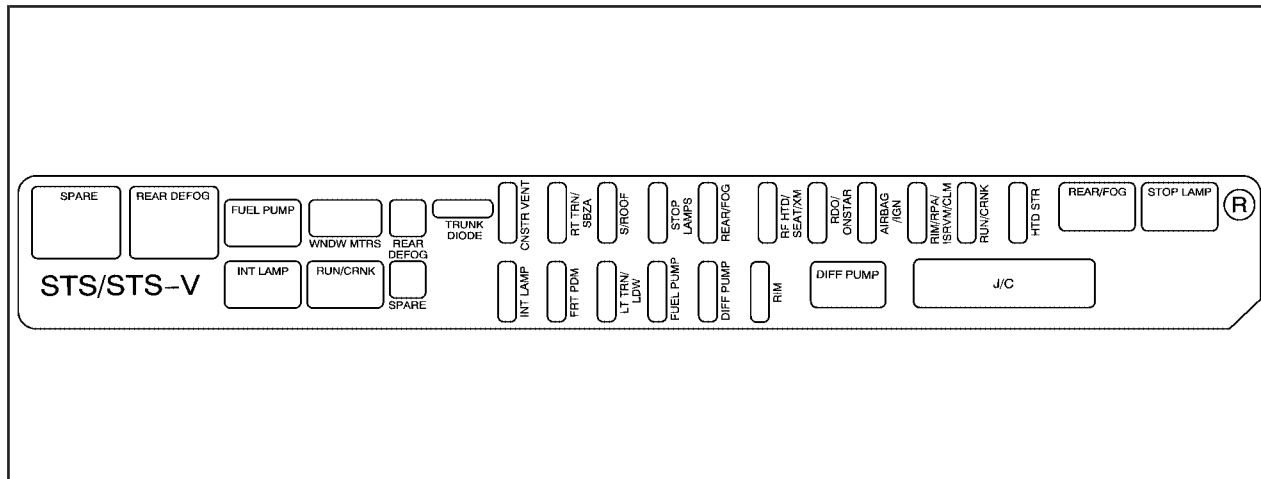 SPARE
REAR DEFOG
FUEL PUMP
WNDW MTRS
REAR
DEFOG
TRUNK
DIODE
CNSTR VENT
RT TRN/
SBZA
S/ROOF
STOP
LAMPS
REAR/FOG
RF HTD/
SEAT/XM
RDO/
ONSTAR
AIRBAG
/IGN
RIM/RPA/
ISRVM/CLM
RUN/CRNK
HTD STR
REAR/FOG
STOP LAMP
R
STS/STS-V
INT LAMP
RUN/CRNK
SPARE
INT LAMP
FRT PDM
LT TRN/
LDW
FUEL PUMP
DIFF PUMP
RIM
DIFF PUMP
J/C